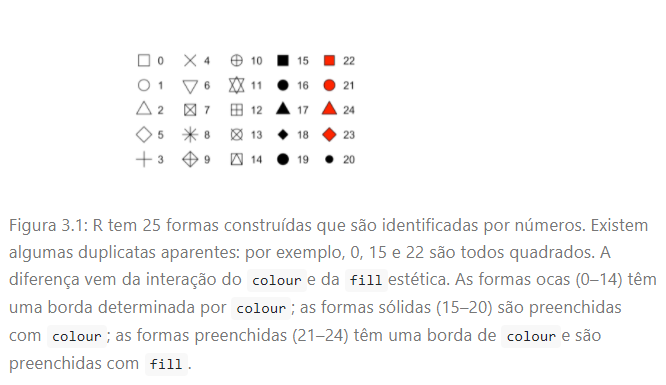 0 4 10 15 22
1 6 11 16 21
2 7 12 17 24
5 8 13 18 23
3 9 14 19 20
Figura 3.1: R tem 25 formas construídas que são identificadas por números. Existem
algumas duplicatas aparentes: por exemplo, 0, 15 e 22 são todos quadrados. A
diferença vem da interação do colour e da fill estética. As formas ocas (0–14) têm
uma borda determinada por colour ; as formas sólidas (15–20) são preenchidas
com colour ; as formas preenchidas (21–24) têm uma borda de colour e são
preenchidas com fill .